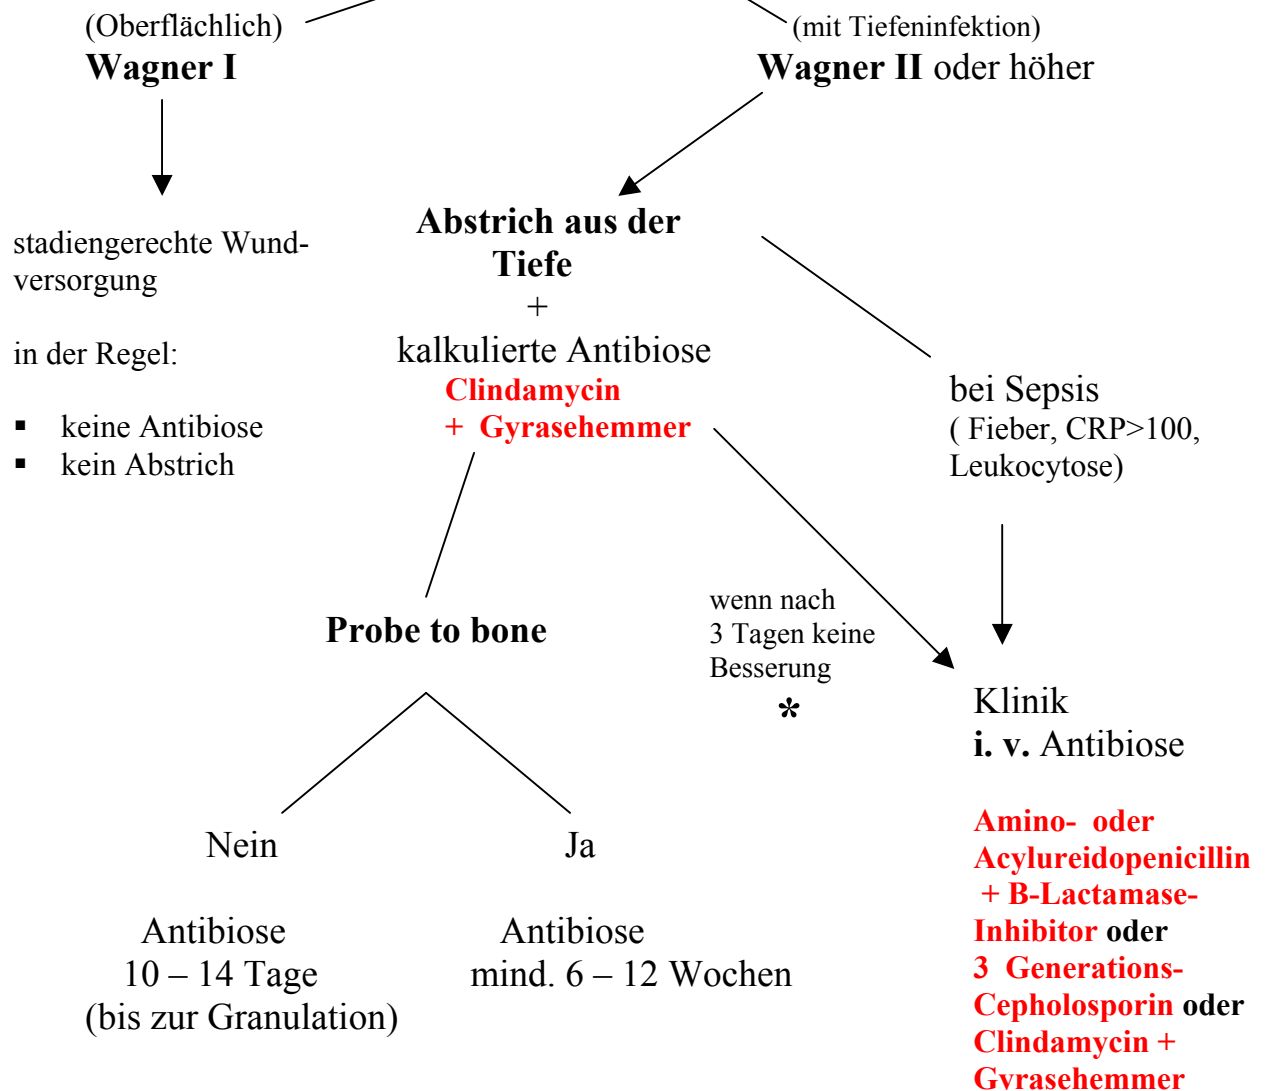 (Oberflächlich)
Wagner I
(mit Tiefeninfektion)
Wagner II oder höher
stadiengerechte Wund-
versorgung
in der Regel:
▪ keine Antibiose
▪ kein Abstrich
Abstrich aus der
Tiefe
+
kalkulierte Antibiose
Clindamycin
+ Gyrasehemmer
bei Sepsis
( Fieber, CRP>100,
Leukocytose)
Probe to bone
wenn nach
3 Tagen keine
Besserung
*
Klinik
i. v. Antibiose
Amino- oder
Acylureidopenicillin
+ B-Lactamase-
Inhibitor oder
3 Generations-
Cepholosporin oder
Clindamycin +
Gyrasehemmer
Nein
Ja
Antibiose
10 – 14 Tage
(bis zur Granulation)
Antibiose
mind. 6 – 12 Wochen